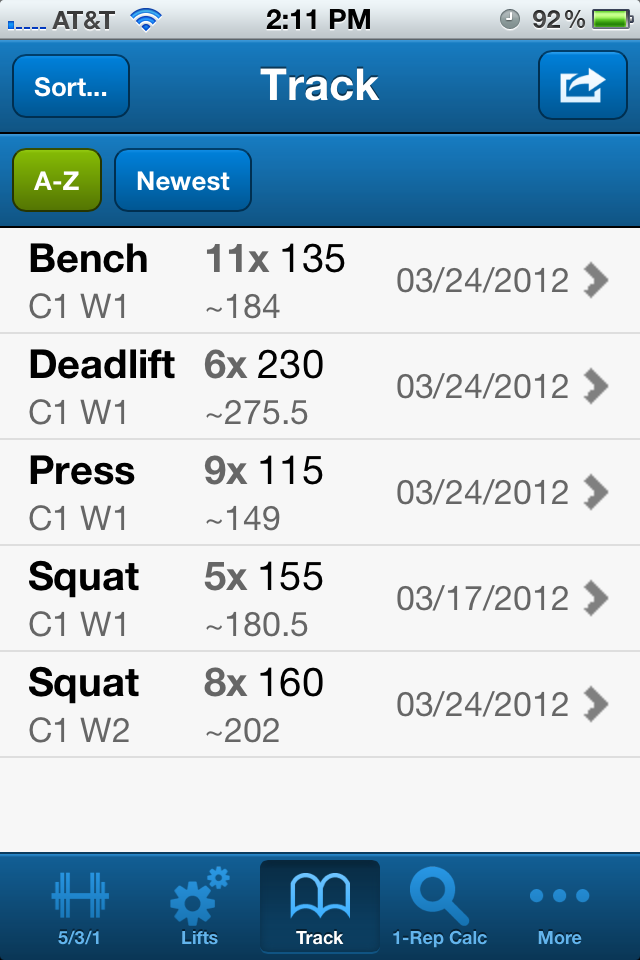 AT&T 2:11 PM 92%
Sort... Track
A-Z Newest
Bench 11x 135
03/24/2012
C1 W1 ~184
Deadlift 6x 230
03/24/2012
C1 W1 ~275.5
Press 9x 115
03/24/2012
C1 W1 ~149
Squat 5x 155
03/17/2012
C1 W1 ~180.5
Squat 8x 160
03/24/2012
C1 W2 ~202
5/3/1 Lifts Track 1-Rep Calc More